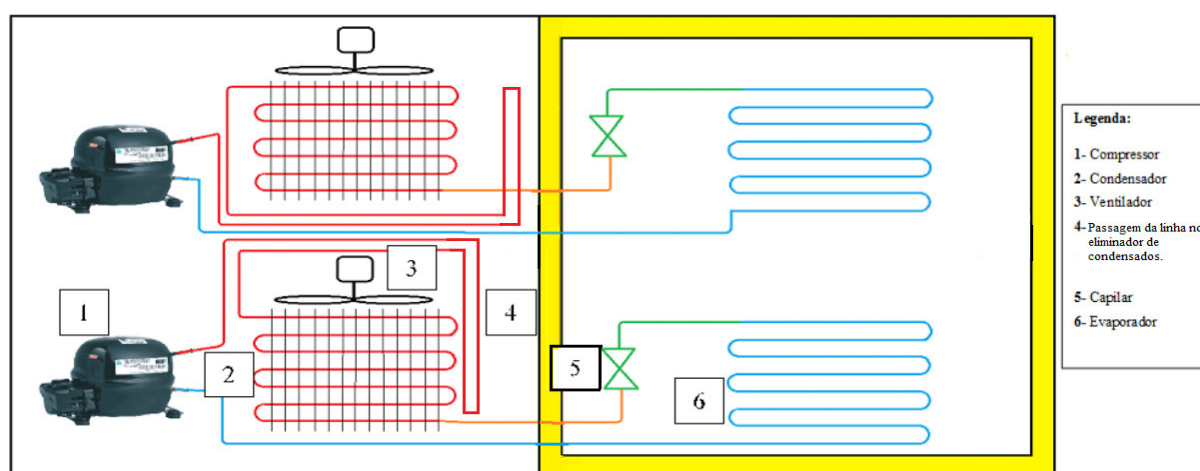 Legenda:
1- Compressor
2- Condensador
3- Ventilador
4- Passagem da linha no
eliminador de
condensados.
5- Capilar
6- Evaporador
3
1
4
2
5
6